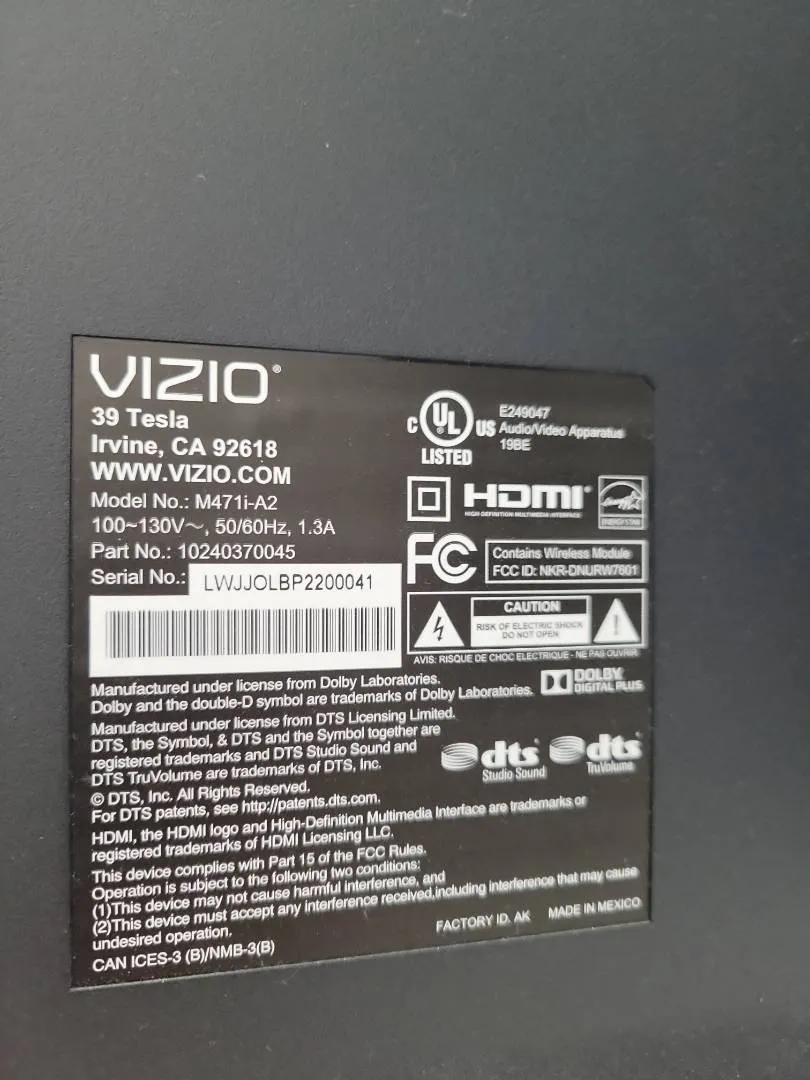 VIZIO®
39 Tesla
Irvine, CA 92618
WWW.VIZIO.COM
Model No.: M471i-A2
100~130V～, 50/60Hz, 1.3A
Part No.: 10240370045
Serial No.: LWJJOLBP2200041
C UL US
LISTED
E249047
Audio/Video Apparatus
19BE
HDMI®
HIGH-DEFINITION MULTIMEDIA INTERFACE
ENERGY STAR
FC
Contains Wireless Module
FCC ID: NKR-DNURW7601
CAUTION
RISK OF ELECTRIC SHOCK
DO NOT OPEN
AVIS: RISQUE DE CHOC ELECTRIQUE - NE PAS OUVRIR.
Manufactured under license from Dolby Laboratories.
Dolby and the double-D symbol are trademarks of Dolby Laboratories.
DOLBY
DIGITAL PLUS
Manufactured under license from DTS Licensing Limited.
DTS, the Symbol, & DTS and the Symbol together are
registered trademarks and DTS Studio Sound and
DTS TruVolume are trademarks of DTS, Inc.
© DTS, Inc. All Rights Reserved.
For DTS patents, see http://patents.dts.com.
dts
Studio Sound
dts
TruVolume
HDMI, the HDMI logo and High-Definition Multimedia Interface are trademarks or
registered trademarks of HDMI Licensing LLC.
This device complies with Part 15 of the FCC Rules.
Operation is subject to the following two conditions:
(1)This device may not cause harmful interference, and
(2)This device must accept any interference received,including interference that may cause
undesired operation.
CAN ICES-3 (B)/NMB-3(B)
FACTORY ID. AK MADE IN MEXICO